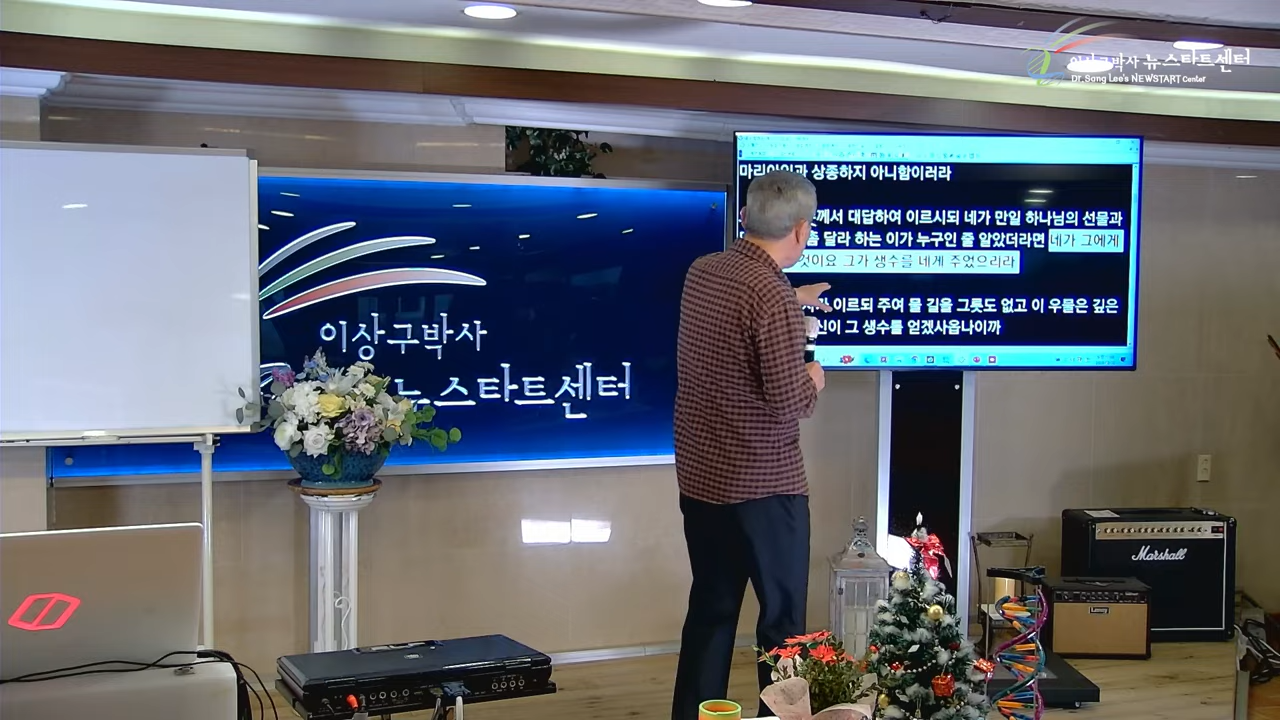 이상구박사 뉴스타트센터
Dr. Sang Lee's NEWSTART Center
마리아인과 상종하지 아니함이러라
께서 대답하여 이르시되 네가 만일 하나님의 선물과
달라 하는 이가 누구인 줄 알았더라면 네가 그에게
것이요 그가 생수를 네게 주었으리라
이르되 주여 물 길을 그릇도 없고 이 우물은 깊은
그 생수를 얻겠사옵나이까
이상구박사
뉴스타트센터
Marshall
Laney